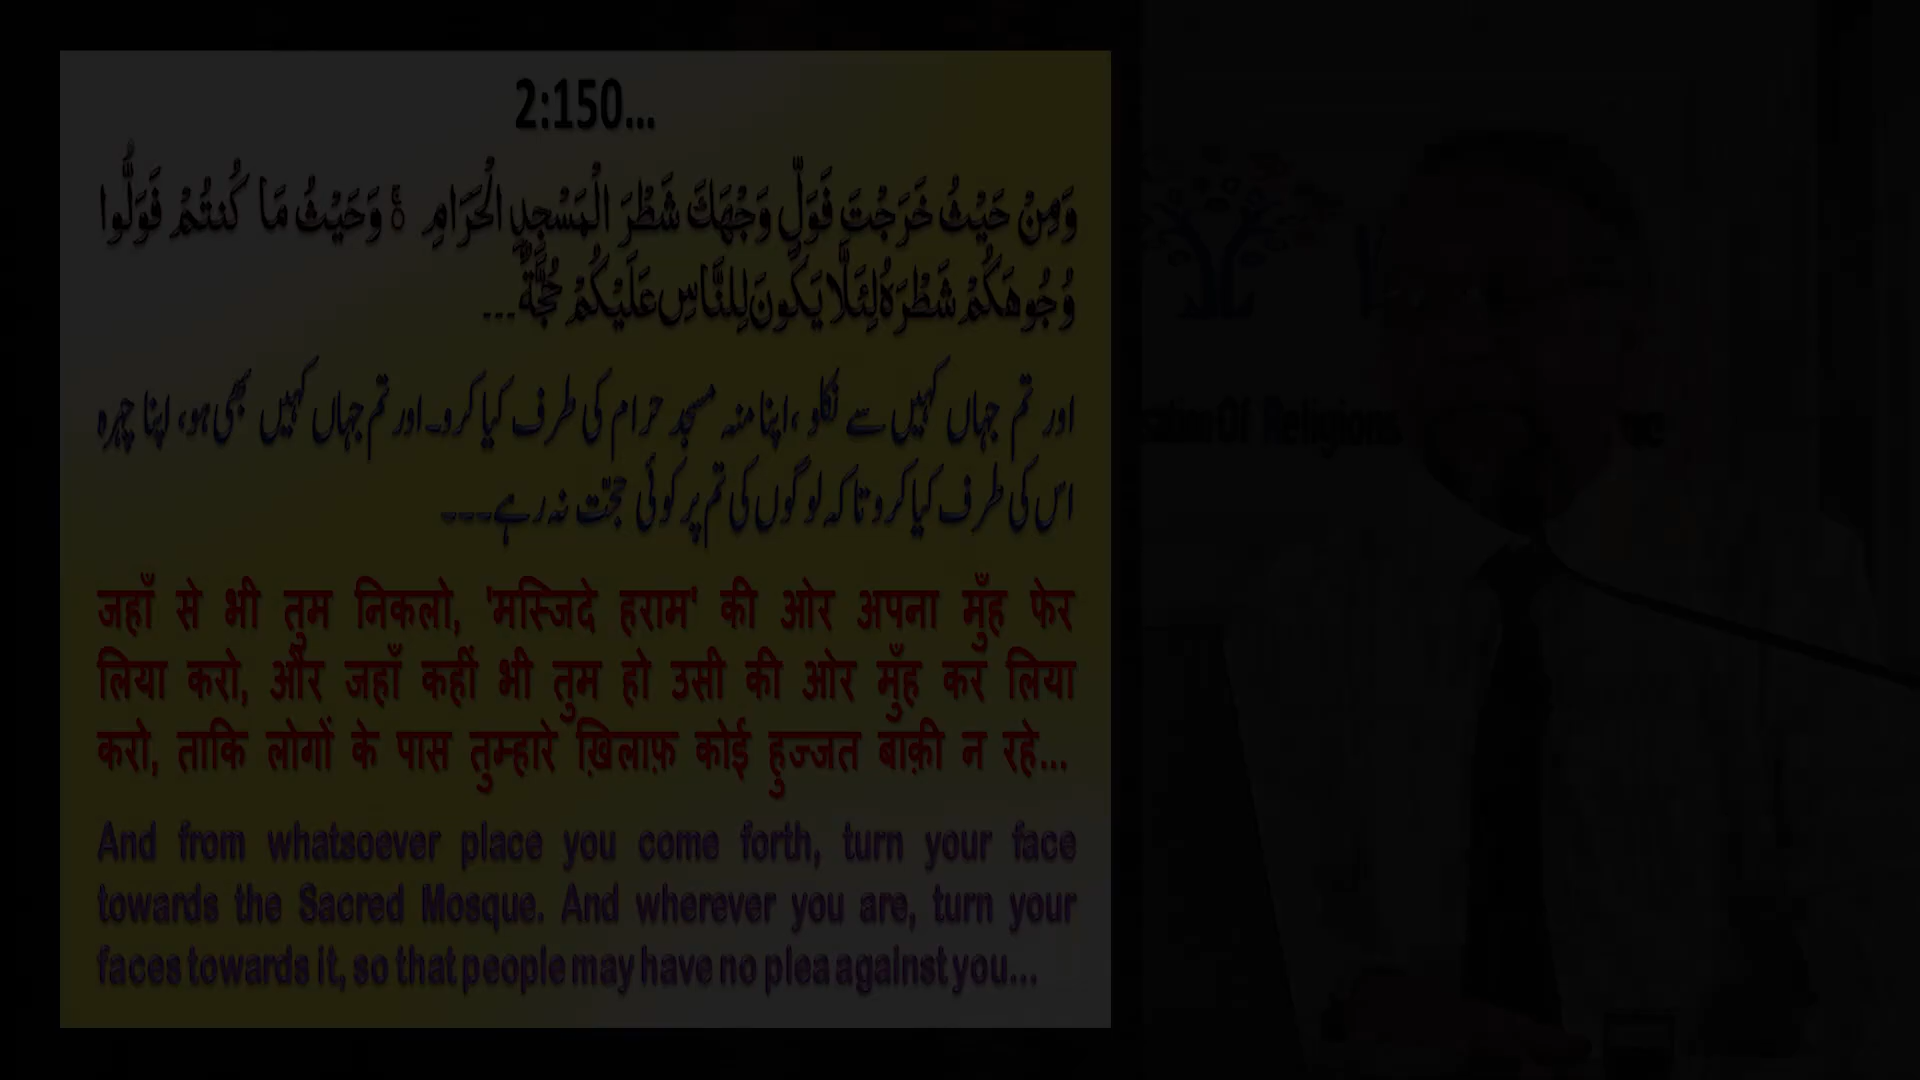 2:150...
وَمِنْ حَيْثُ خَرَجْتَ فَوَلِّ وَجْهَكَ شَطْرَ الْمَسْجِدِ الْحَرَامِ ۚ وَحَيْثُ مَا كُنتُمْ فَوَلُّوا
وُجُوهَكُمْ شَطْرَهُ لِئَلَّا يَكُونَ لِلنَّاسِ عَلَيْكُمْ حُجَّةٌ...
اور تم جہاں کہیں سے نکلو ،اپنا منہ مسجد حرام کی طرف کیا کرو۔اور تم جہاں کہیں بھی ہو، اپنا چہرہ
اس کی طرف کیا کرو تاکہ لوگوں کی تم پر کوئی حجّت نہ رہے۔۔۔
जहाँ से भी तुम निकलो, 'मस्जिदे हराम' की ओर अपना मुँह फेर
लिया करो, और जहाँ कहीं भी तुम हो उसी की ओर मुँह कर लिया
करो, ताकि लोगों के पास तुम्हारे ख़िलाफ़ कोई हुज्जत बाक़ी न रहे...
And from whatsoever place you come forth, turn your face
towards the Sacred Mosque. And wherever you are, turn your
faces towards it, so that people may have no plea against you...
Of Religions